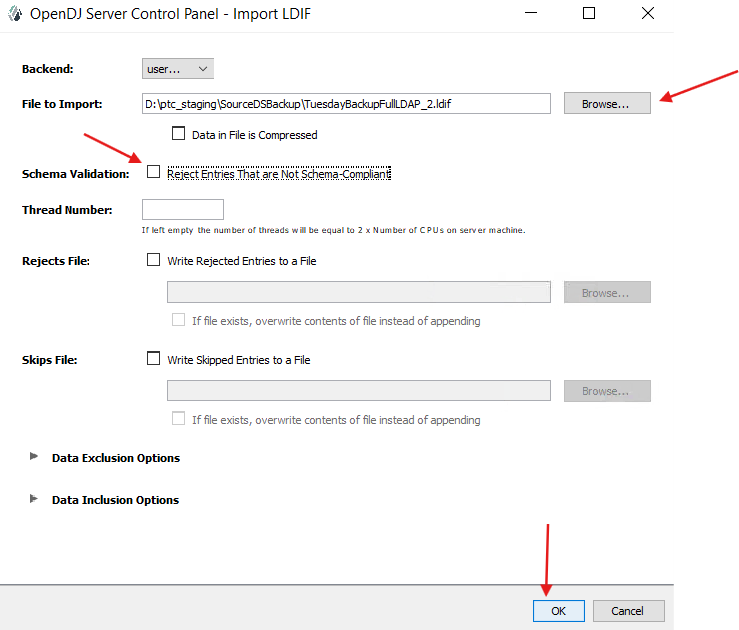 OpenDJ Server Control Panel - Import LDIF
Backend: user...
File to Import: D:\ptc_staging\SourceDSBackup\TuesdayBackupFullLDAP_2.ldif Browse...
Data in File is Compressed
Schema Validation: Reject Entries That are Not Schema-Compliant
Thread Number:
If left empty the number of threads will be equal to 2 x Number of CPUs on server machine.
Rejects File: Write Rejected Entries to a File
Browse...
If file exists, overwrite contents of file instead of appending
Skips File: Write Skipped Entries to a File
Browse...
If file exists, overwrite contents of file instead of appending
Data Exclusion Options
Data Inclusion Options
OK Cancel